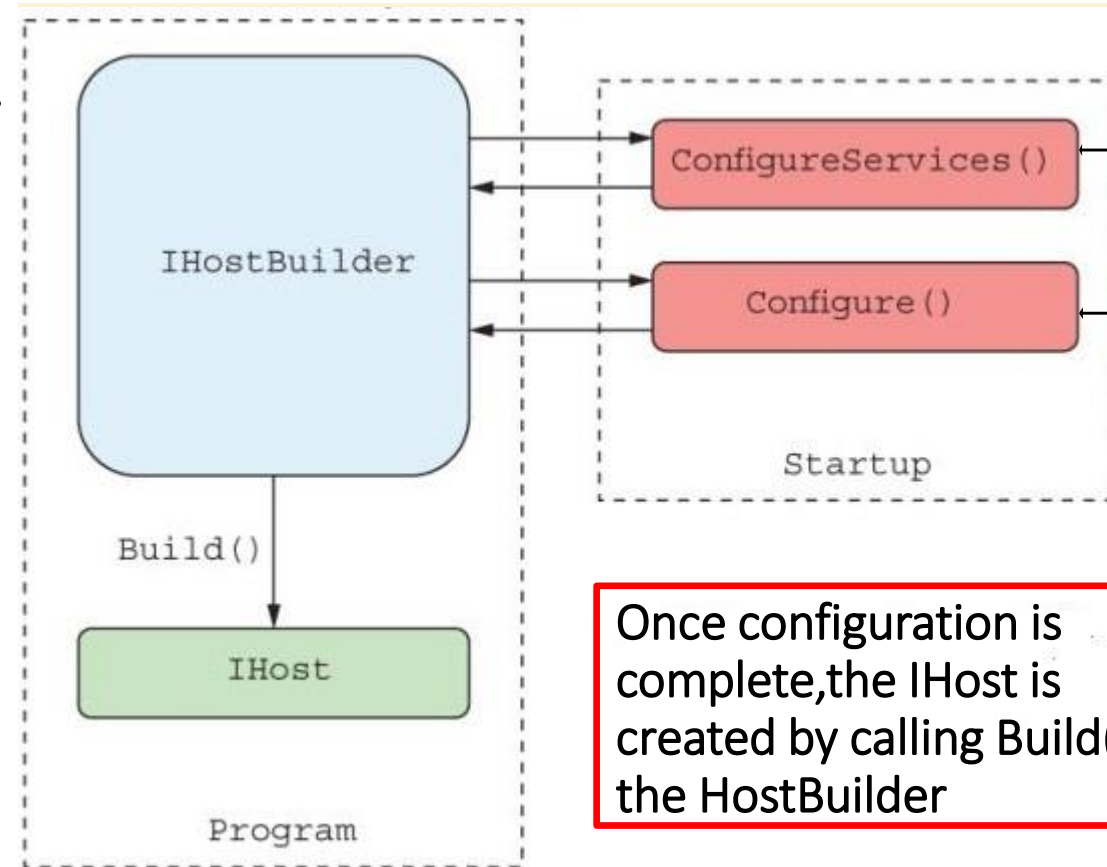 IHostBuilder
Build()
IHost
Program
ConfigureServices()
Configure()
Startup
Once configuration is
complete,the IHost is
created by calling Build(
the HostBuilder